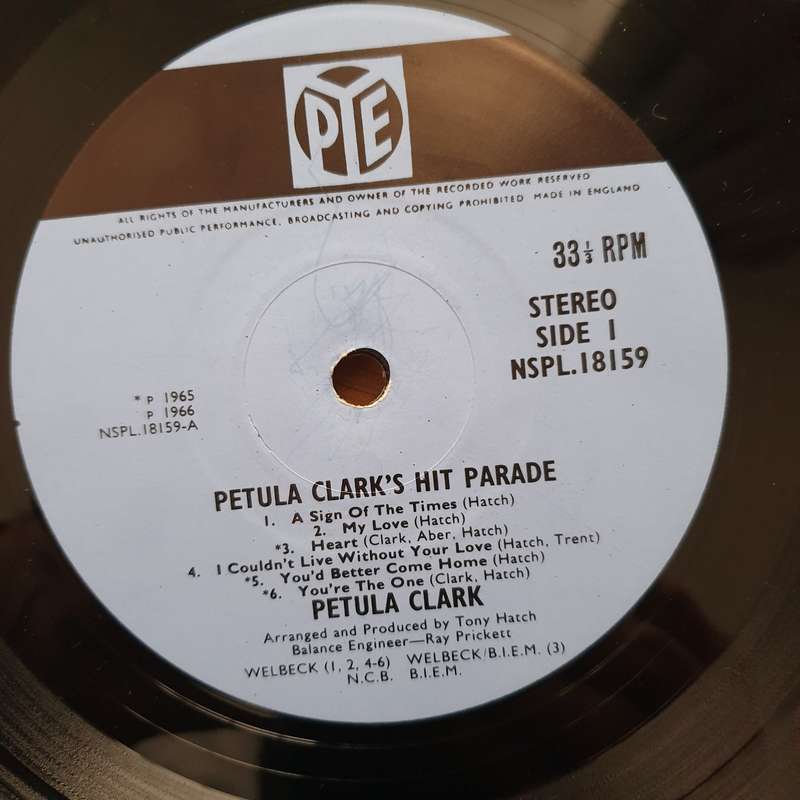 PYE
ALL RIGHTS OF THE MANUFACTURERS AND OWNER OF THE RECORDED WORK RESERVED
UNAUTHORISED PUBLIC PERFORMANCE, BROADCASTING AND COPYING PROHIBITED MADE IN ENGLAND
33⅓ RPM
STEREO
SIDE 1
NSPL.18159
* P 1965
P 1966
NSPL.18159-A
PETULA CLARK'S HIT PARADE
1. A Sign Of The Times (Hatch)
2. My Love (Hatch)
*3. Heart (Clark, Aber, Hatch)
4. I Couldn't Live Without Your Love (Hatch, Trent)
*5. You'd Better Come Home (Hatch)
*6. You're The One (Clark, Hatch)
PETULA CLARK
Arranged and Produced by Tony Hatch
Balance Engineer—Ray Prickett
WELBECK (1, 2, 4-6) WELBECK/B.I.E.M. (3)
N.C.B. B.I.E.M.